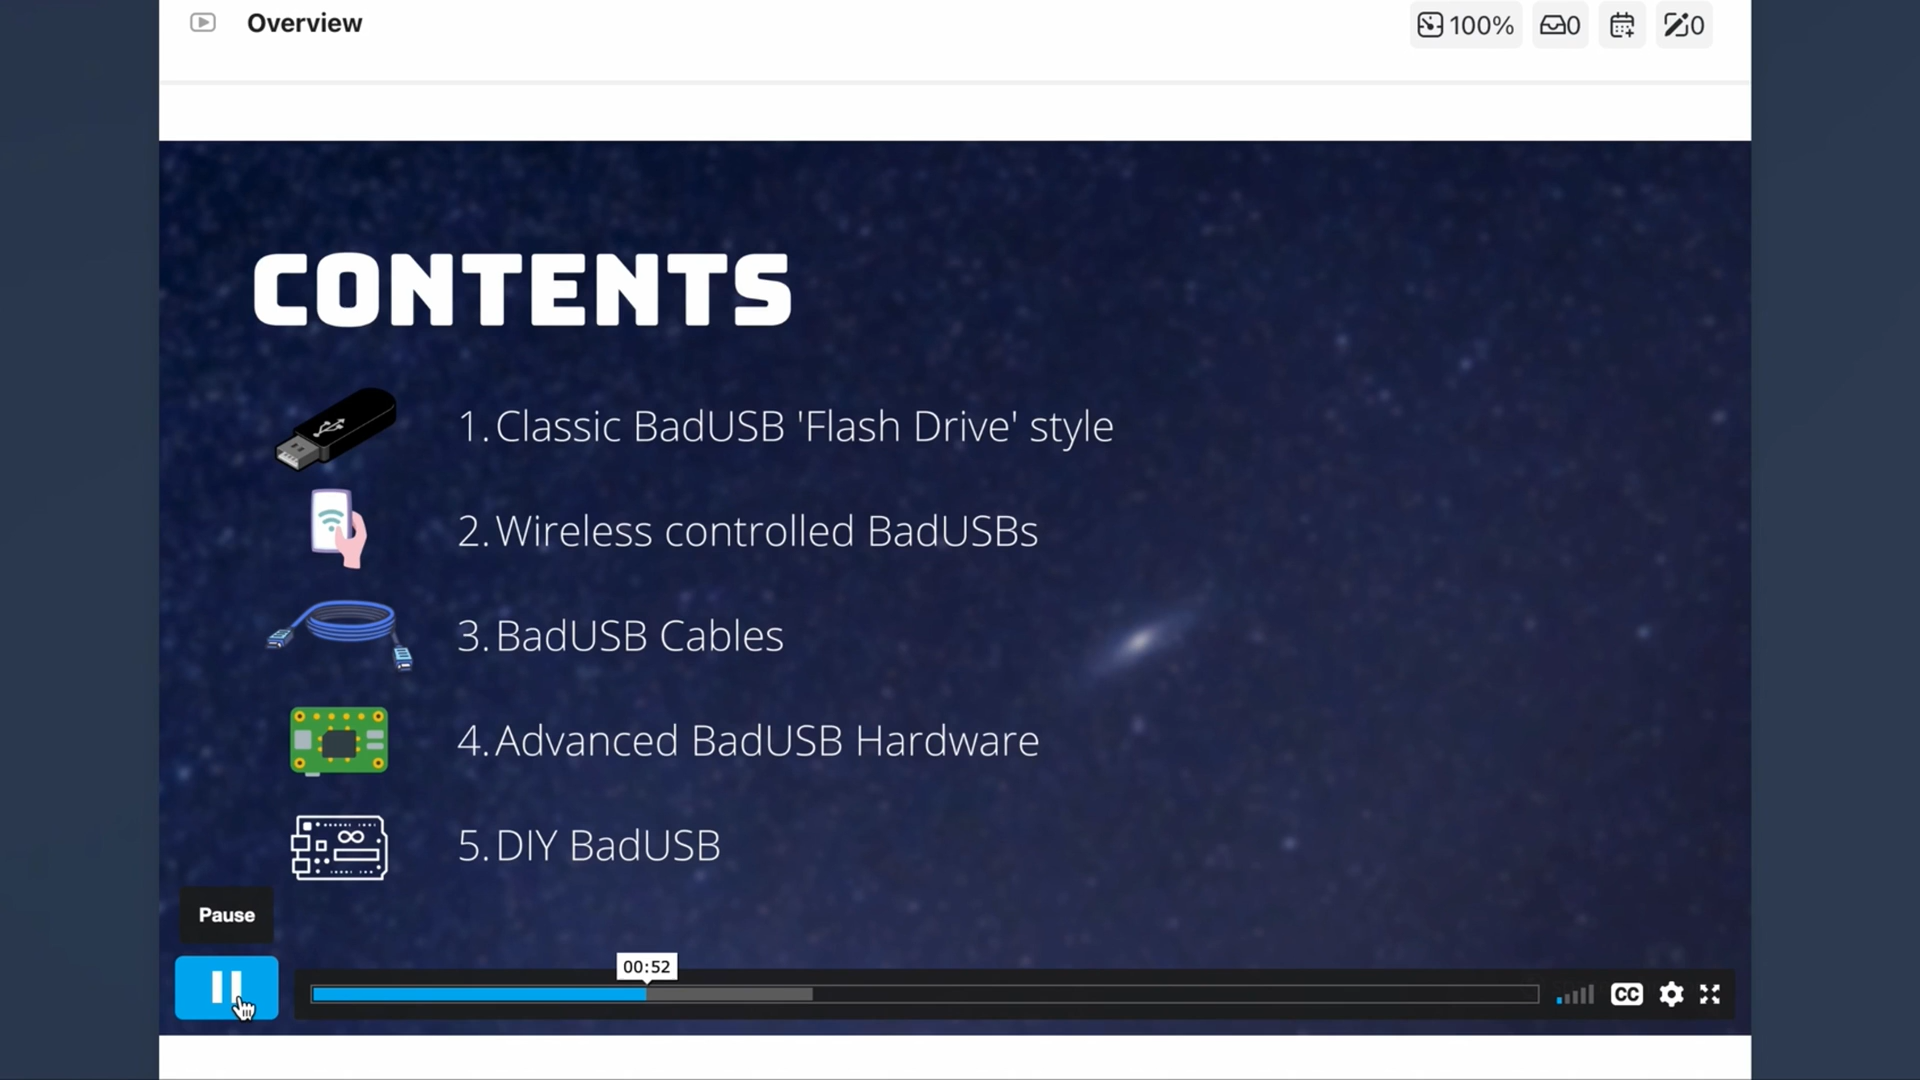 Overview
100%
0
0
CONTENTS
1. Classic BadUSB 'Flash Drive' style
2. Wireless controlled BadUSBs
3. BadUSB Cables
4. Advanced BadUSB Hardware
5. DIY BadUSB
Pause
00:52
CC